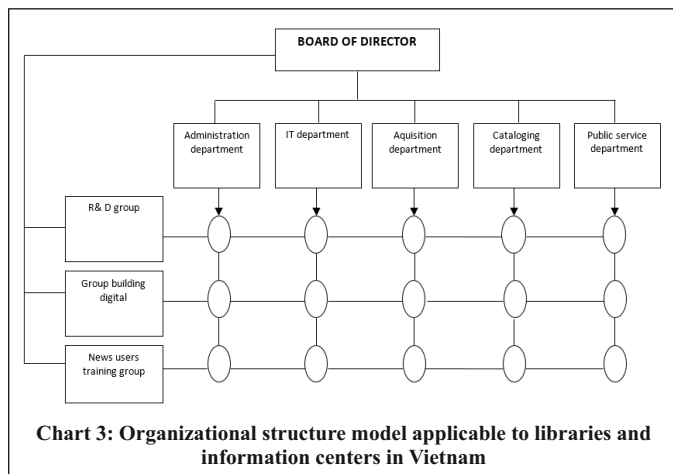 BOARD OF DIRECTOR
Administration
department
IT department
Aquisition
department
Cataloging
department
Public service
department
R& D group
Group building
digital
News users
training group
Chart 3: Organizational structure model applicable to libraries and
information centers in Vietnam